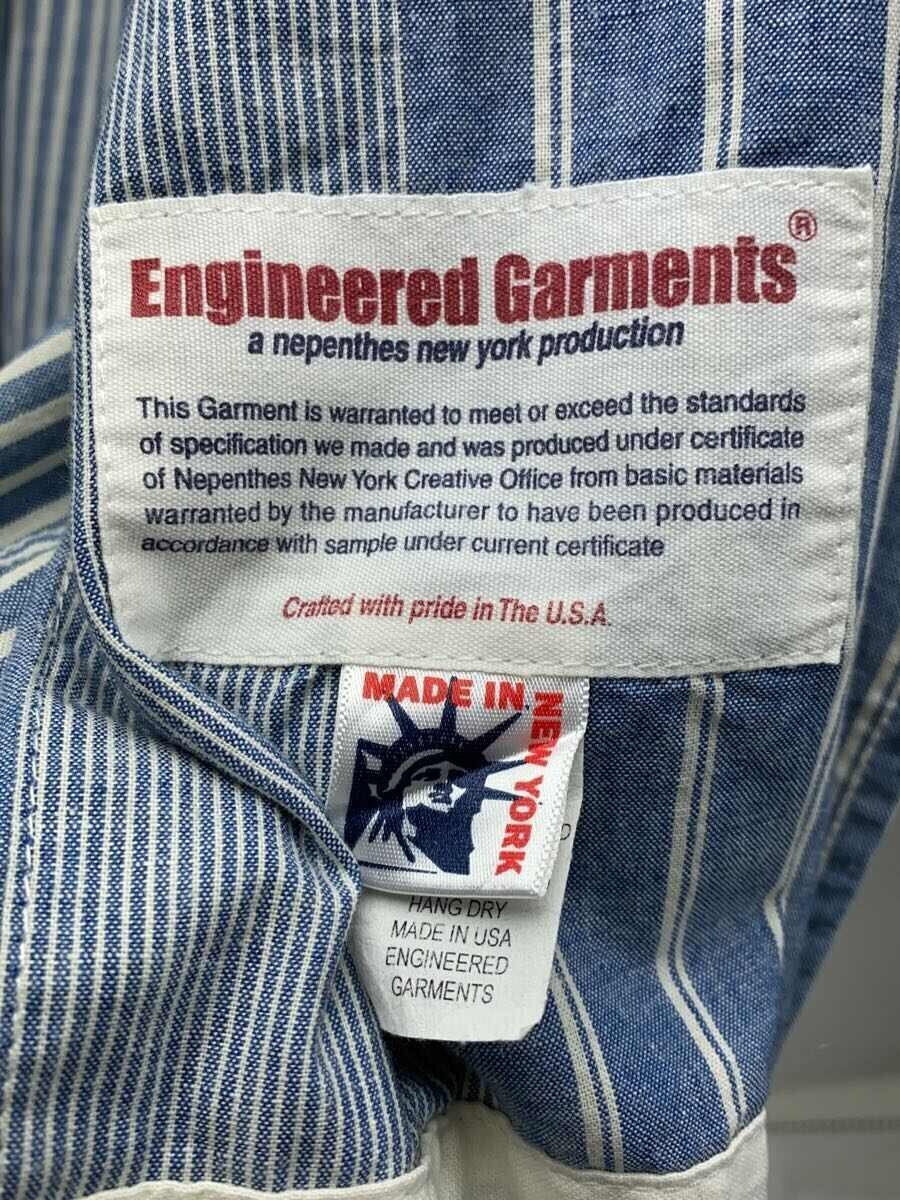 Engineered Garments®
a nepenthes new york production
This Garment is warranted to meet or exceed the standards
of specification we made and was produced under certificate
of Nepenthes New York Creative Office from basic materials
warranted by the manufacturer to have been produced in
accordance with sample under current certificate
Crafted with pride in The U.S.A.
MADE IN
NEW YORK
HANG DRY
MADE IN USA
ENGINEERED
GARMENTS